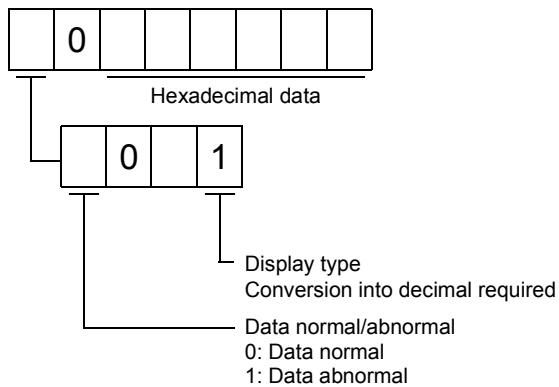 0
Hexadecimal data
0 1
Display type
Conversion into decimal required
Data normal/abnormal
0: Data normal
1: Data abnormal